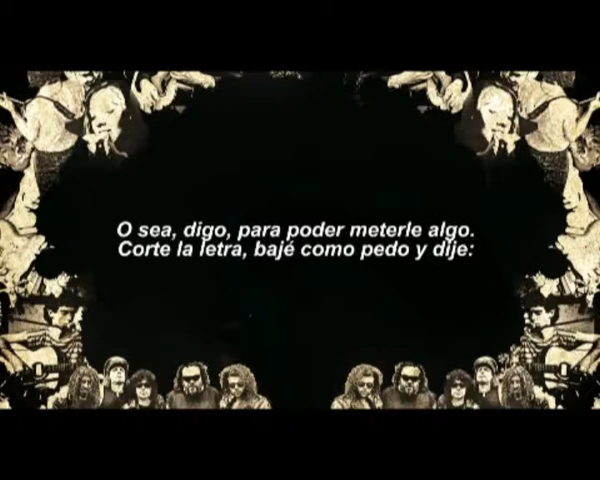 O sea, digo, para poder meterle algo.
Corte la letra, bajé como pedo y dije: